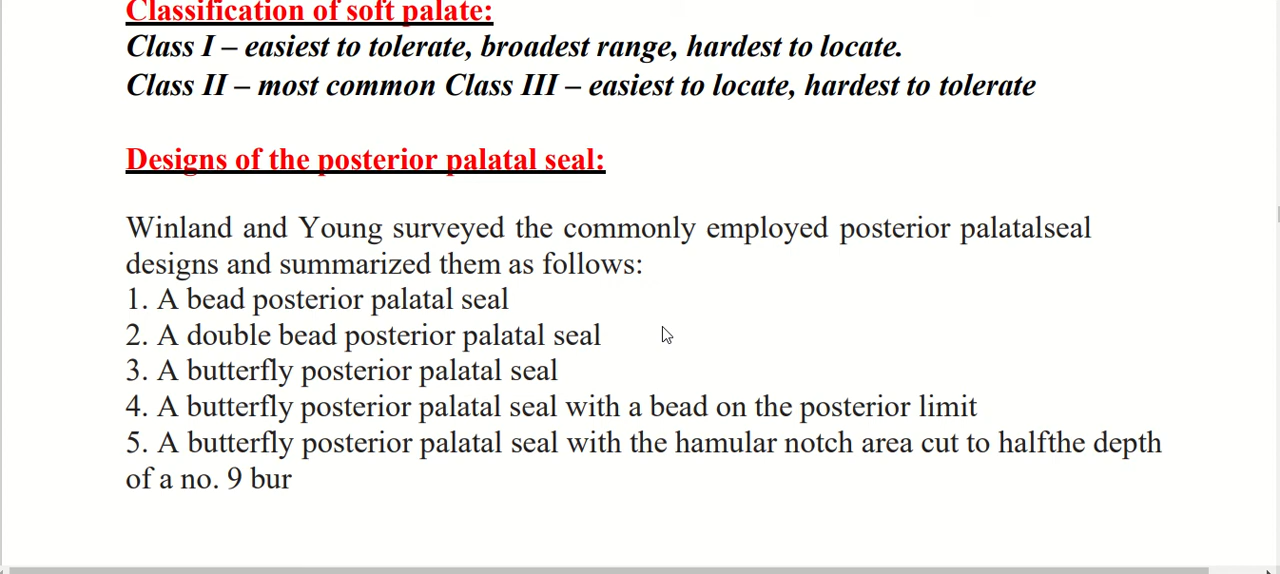 Classification of soft palate:
Class I – easiest to tolerate, broadest range, hardest to locate.
Class II – most common Class III – easiest to locate, hardest to tolerate
Designs of the posterior palatal seal:
Winland and Young surveyed the commonly employed posterior palatalseal
designs and summarized them as follows:
1. A bead posterior palatal seal
2. A double bead posterior palatal seal
3. A butterfly posterior palatal seal
4. A butterfly posterior palatal seal with a bead on the posterior limit
5. A butterfly posterior palatal seal with the hamular notch area cut to halfthe depth
of a no. 9 bur